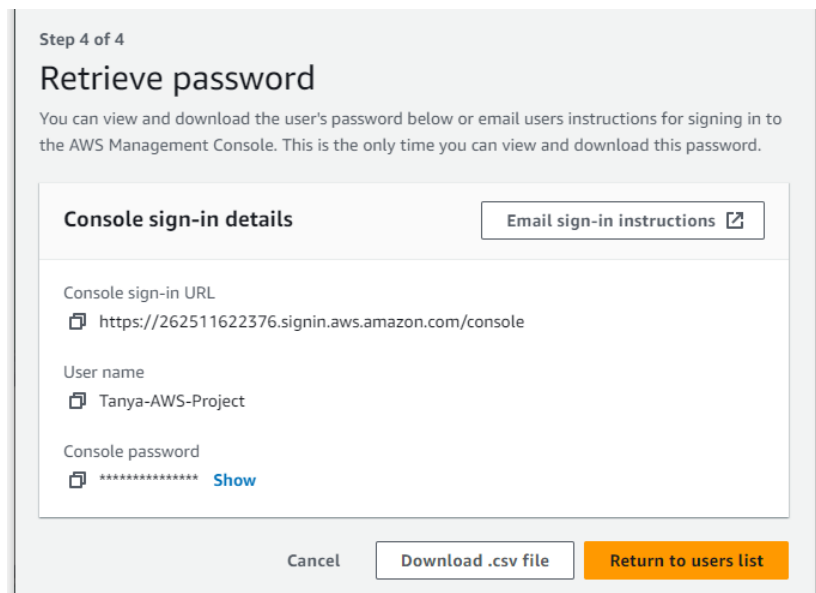 Step 4 of 4
Retrieve password
You can view and download the user's password below or email users instructions for signing in to
the AWS Management Console. This is the only time you can view and download this password.
Console sign-in details
Email sign-in instructions
Console sign-in URL
https://262511622376.signin.aws.amazon.com/console
User name
Tanya-AWS-Project
Console password
*************** Show
Cancel Download .csv file Return to users list